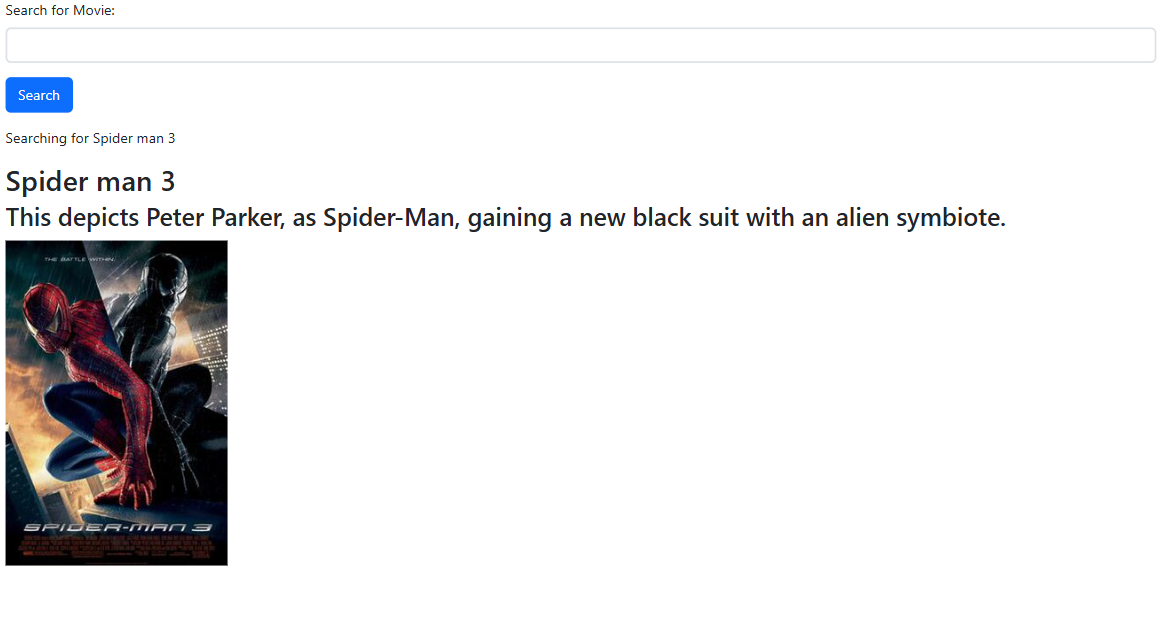 Search for Movie:
Search
Searching for Spider man 3
Spider man 3
This depicts Peter Parker, as Spider-Man, gaining a new black suit with an alien symbiote.
THE BATTLE WITHIN.
SPIDER-MAN 3